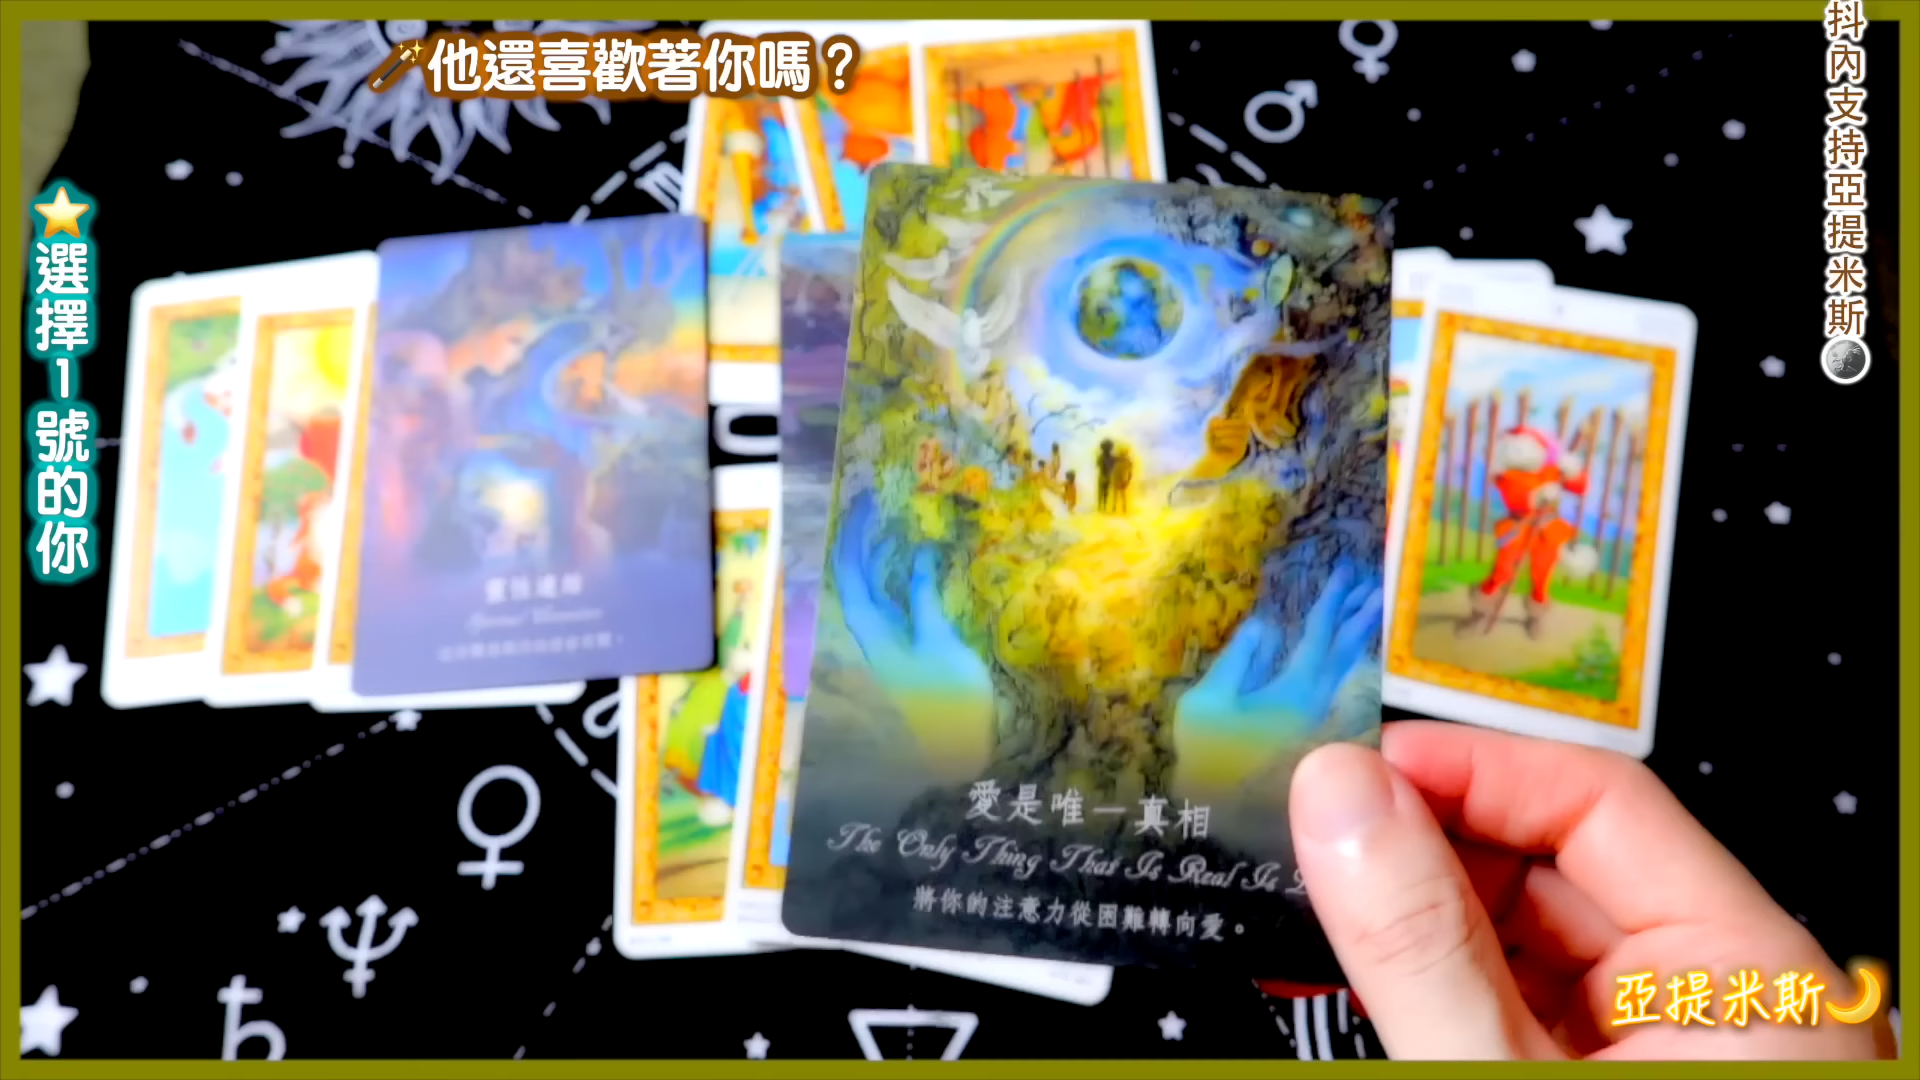 🪄他還喜歡著你嗎？
⭐選擇1號的你
抖內支持亞提米斯
愛是唯一真相
The Only Thing That Is Real Is
將你的注意力從困難轉向愛。
亞提米斯🌙